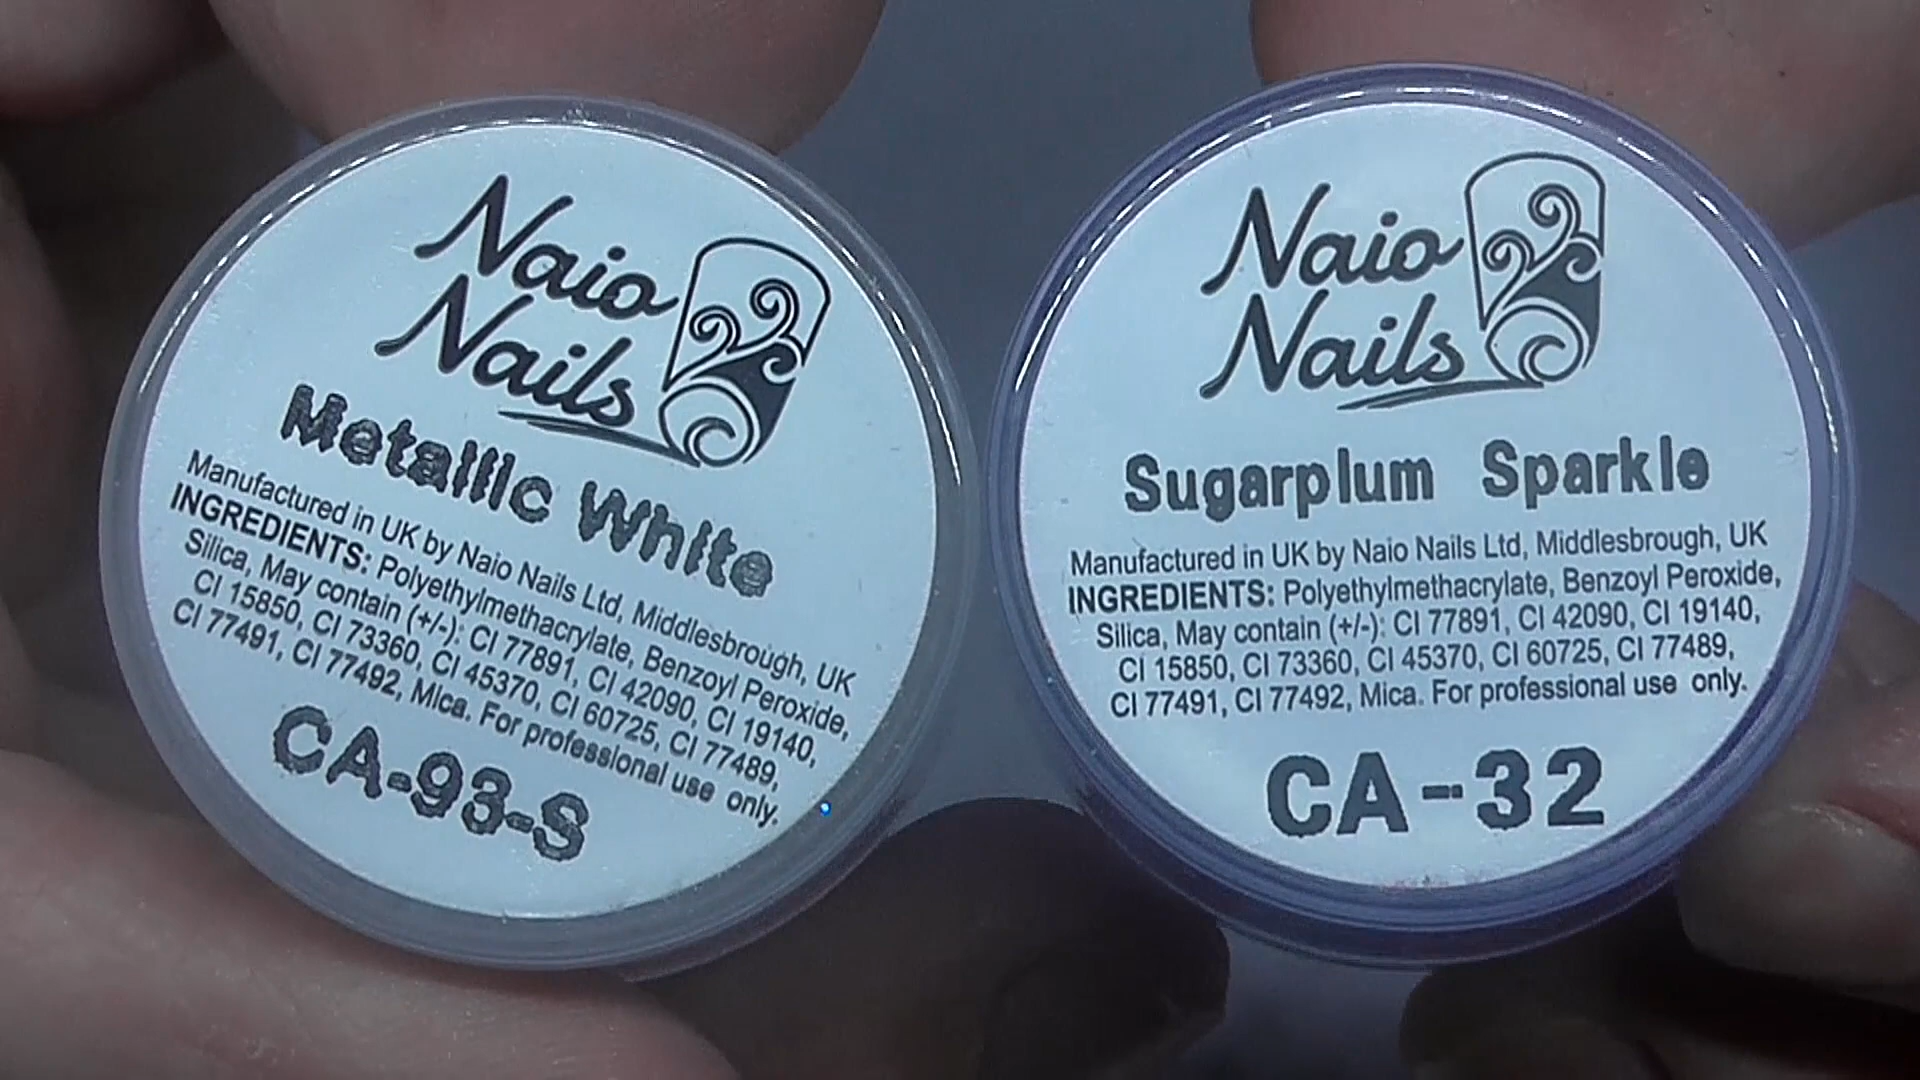 Naio
Nails
Metallic White
Manufactured in UK by Naio Nails Ltd, Middlesbrough, UK
INGREDIENTS: Polyethylmethacrylate, Benzoyl Peroxide,
Silica, May contain (+/-): CI 77891, CI 42090, CI 19140,
CI 15850, CI 73360, CI 45370, CI 60725, CI 77489,
CI 77491, CI 77492, Mica. For professional use only.
CA-93-S
Naio
Nails
Sugarplum Sparkle
Manufactured in UK by Naio Nails Ltd, Middlesbrough, UK
INGREDIENTS: Polyethylmethacrylate, Benzoyl Peroxide,
Silica, May contain (+/-): CI 77891, CI 42090, CI 19140,
CI 15850, CI 73360, CI 45370, CI 60725, CI 77489,
CI 77491, CI 77492, Mica. For professional use only.
CA-32